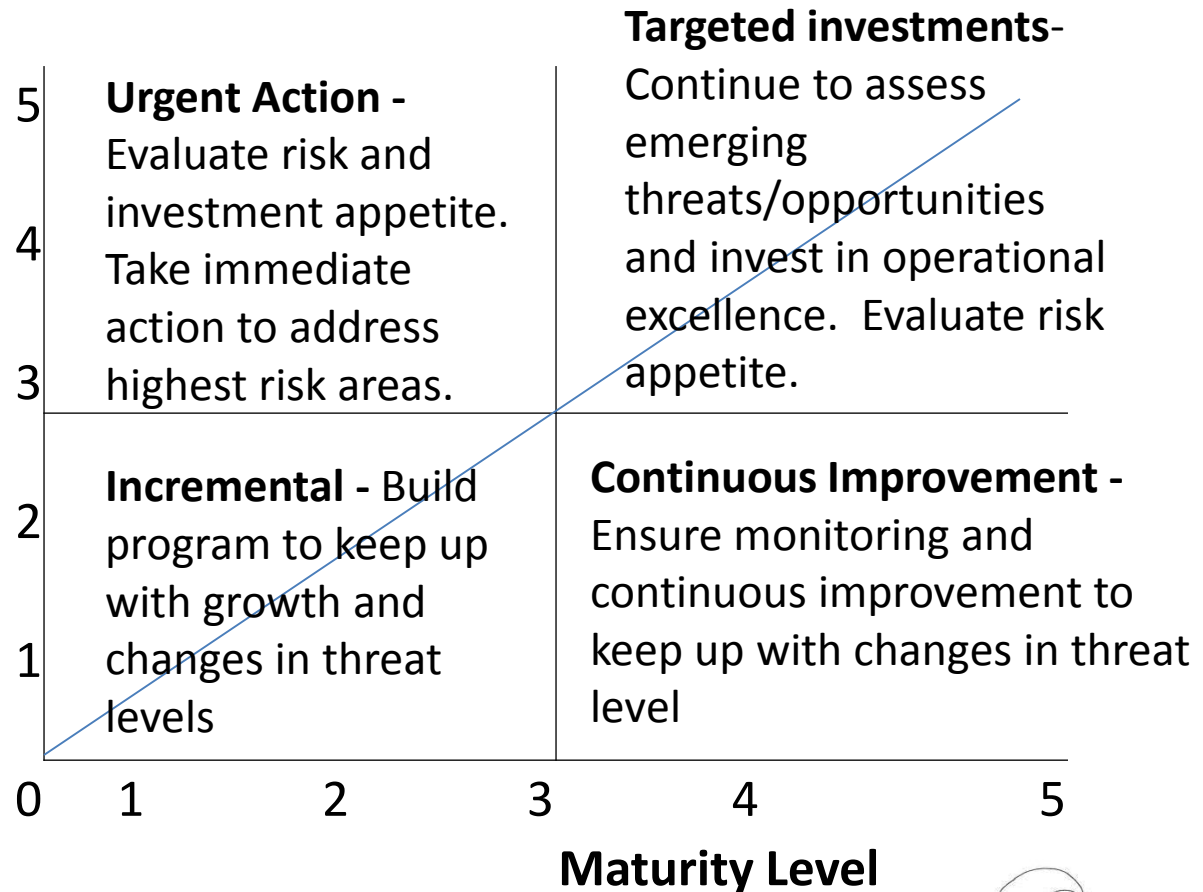 Urgent Action -
Evaluate risk and
investment appetite.
Take immediate
action to address
highest risk areas.
Targeted investments-
Continue to assess
emerging
threats/opportunities
and invest in operational
excellence.  Evaluate risk
appetite.
Incremental - Build
program to keep up
with growth and
changes in threat
levels
Continuous Improvement -
Ensure monitoring and
continuous improvement to
keep up with changes in threat
level
5
4
3
2
1
0 1 2 3 4 5
Maturity Level